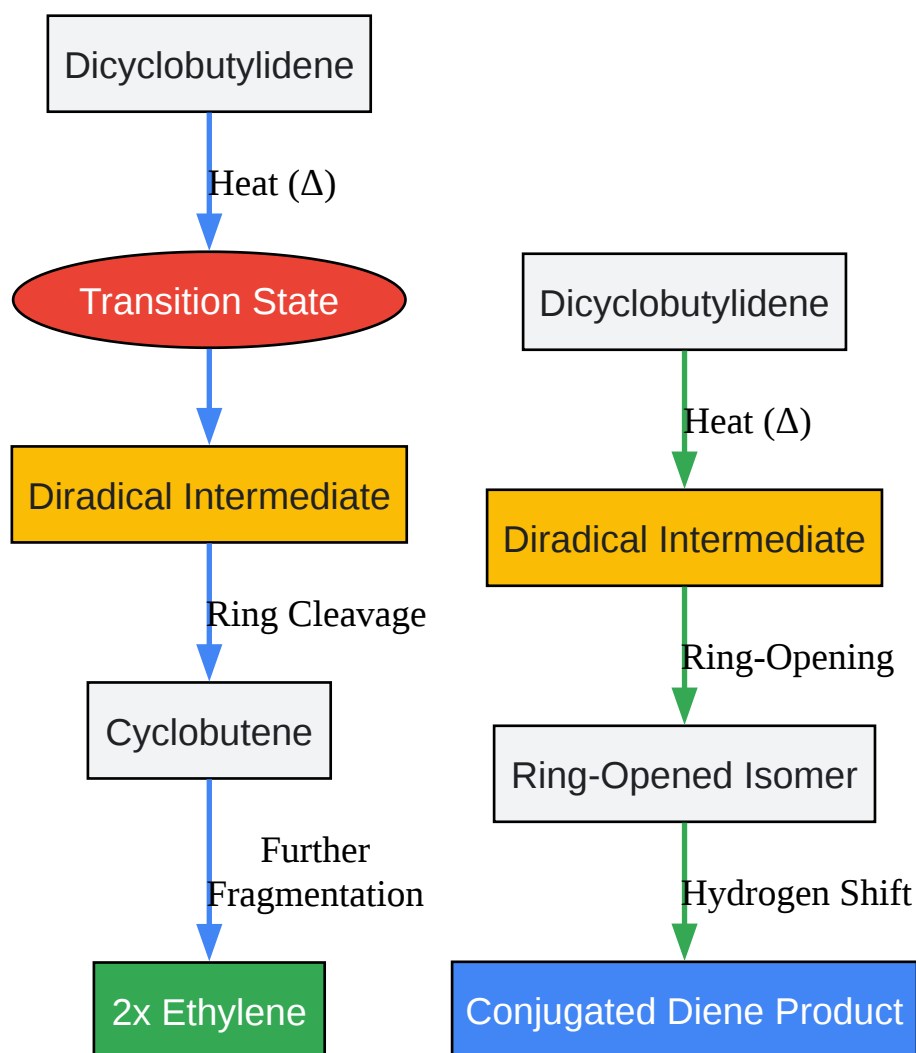 Dicyclobutylidene
Heat (Δ)
Transition State
Diradical Intermediate
Ring Cleavage
Cyclobutene
Further
Fragmentation
2x Ethylene
Dicyclobutylidene
Heat (Δ)
Diradical Intermediate
Ring-Opening
Ring-Opened Isomer
Hydrogen Shift
Conjugated Diene Product